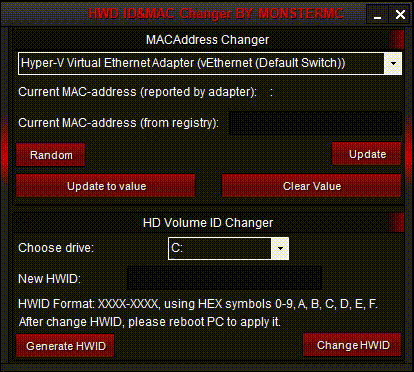 HWD ID&MAC Changer BY MONSTERMC
MACAddress Changer
Hyper-V Virtual Ethernet Adapter (vEthernet (Default Switch))
Current MAC-address (reported by adapter): :
Current MAC-address (from registry):
Random Update
Update to value Clear Value
HD Volume ID Changer
Choose drive: C:
New HWID:
HWID Format: XXXX-XXXX, using HEX symbols 0-9, A, B, C, D, E, F.
After change HWID, please reboot PC to apply it.
Generate HWID Change HWID